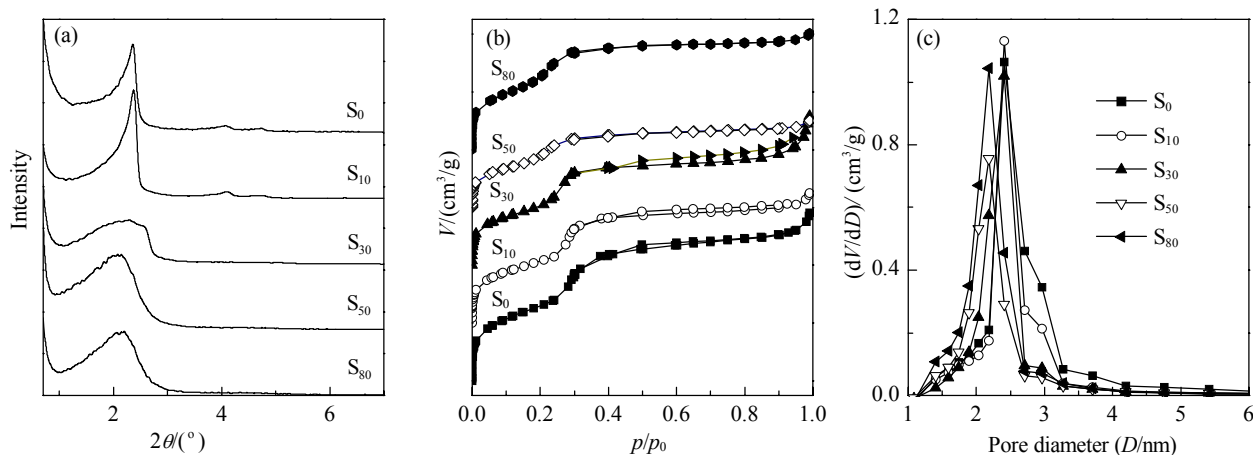 (a)
S₀
S₁₀
S₃₀
S₅₀
S₈₀
Intensity
2 4 6
2θ/(°)
(b)
S₈₀
S₅₀
S₃₀
S₁₀
S₀
V/(cm³/g)
0.0 0.2 0.4 0.6 0.8 1.0
p/p₀
(c)
1.2
0.8
0.4
0.0
(dV/dD)/ (cm³/g)
S₀
S₁₀
S₃₀
S₅₀
S₈₀
1 2 3 4 5 6
Pore diameter (D/nm)